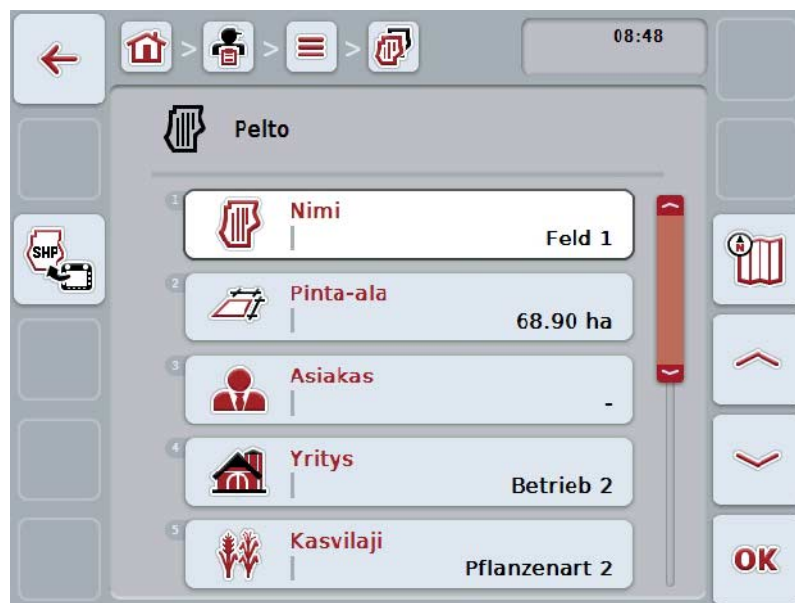 08:48
Pelto
1
Nimi
Feld 1
2
Pinta-ala
68.90 ha
SHP
N
3
Asiakas
-
4
Yritys
Betrieb 2
5
Kasvilaji
Pflanzenart 2
OK